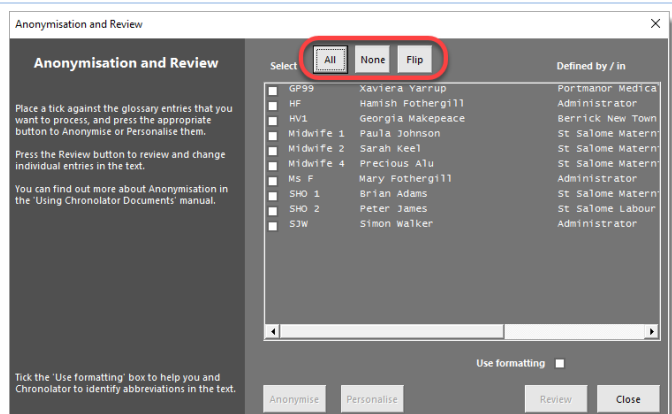 Anonymisation and Review
Anonymisation and Review
Place a tick against the glossary entries that you
want to process, and press the appropriate
button to Anonymise or Personalise them.
Press the Review button to review and change
individual entries in the text.
You can find out more about Anonymisation in
the 'Using Chronolator Documents' manual.
Tick the 'Use formatting' box to help you and
Chronolator to identify abbreviations in the text.
Select All None Flip Defined by / in
GP99 Xaviera Yarrup Portmanor Medica
HF Hamish Fothergill Administrator
HV1 Georgia Makepeace Berrick New Town
Midwife 1 Paula Johnson St Salome Matern
Midwife 2 Sarah Keel St Salome Matern
Midwife 4 Precious Alu St Salome Matern
Ms F Mary Fothergill Administrator
SHO 1 Brian Adams St Salome Matern
SHO 2 Peter James St Salome Labour
SJW Simon Walker Administrator
Use formatting
Anonymise Personalise Review Close